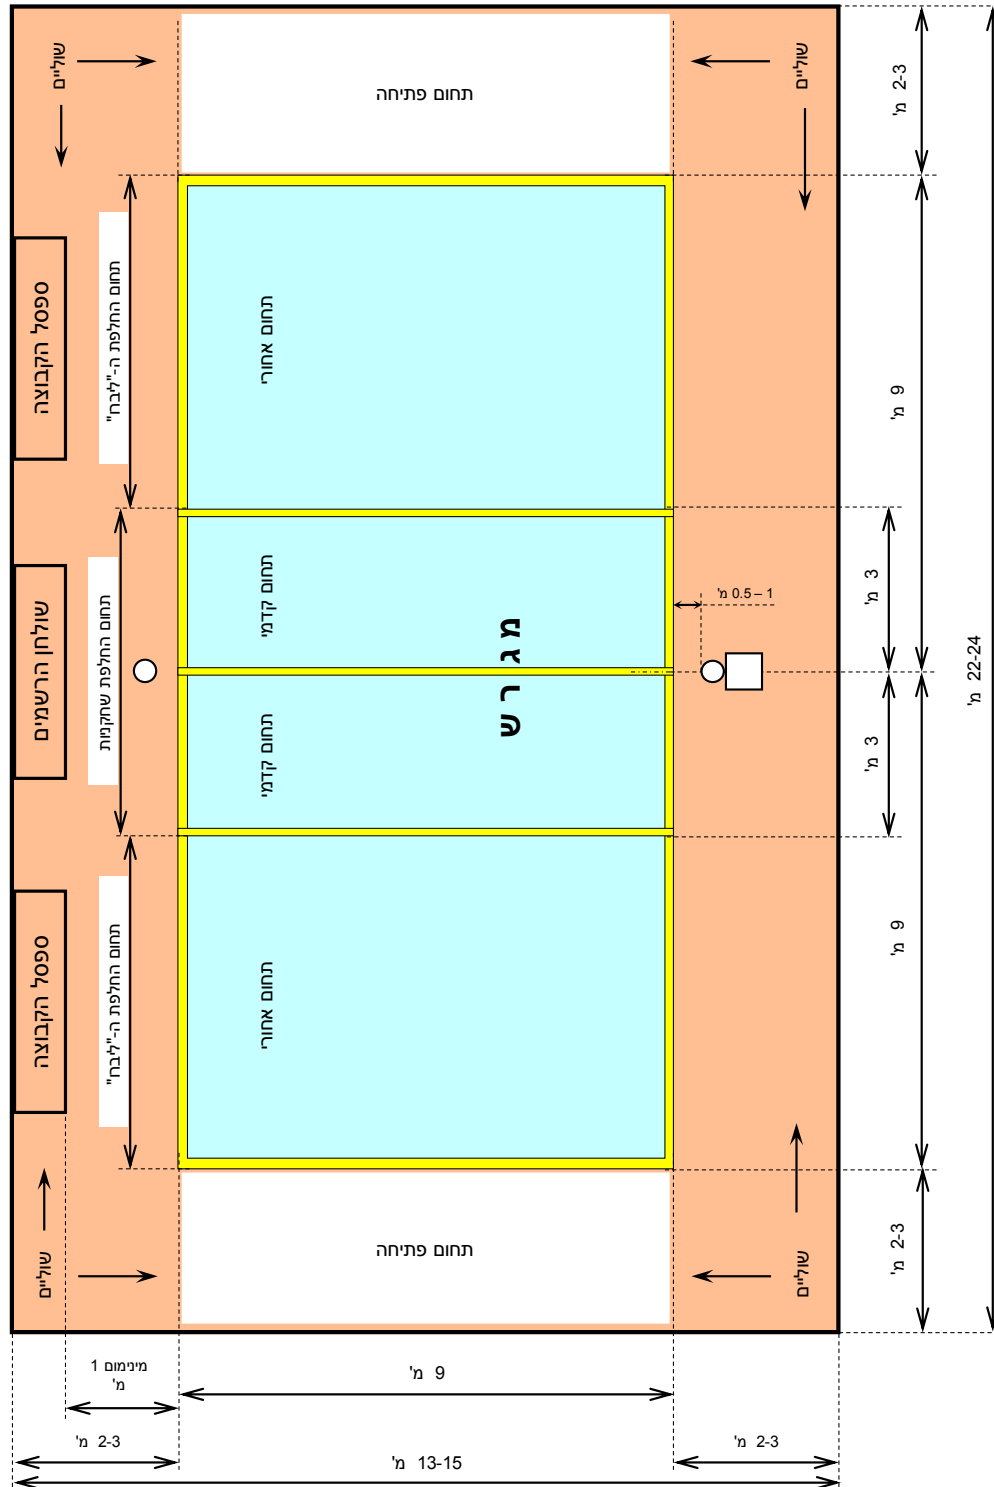 שוליים
שוליים
תחום פתיחה
2-3 מ'
ספסל הקבוצה
תחום החלפת ה-"ליברו"
תחום אחורי
9 מ'
שולחן הרשמים
תחום החלפת שחקניות
תחום קדמי
מגרש
0.5 – 1 מ'
3 מ'
22-24 מ'
תחום קדמי
3 מ'
ספסל הקבוצה
תחום החלפת ה-"ליברו"
תחום אחורי
9 מ'
שוליים
תחום פתיחה
שוליים
2-3 מ'
מינימום 1
מ'
9 מ'
2-3 מ'
2-3 מ'
13-15 מ'